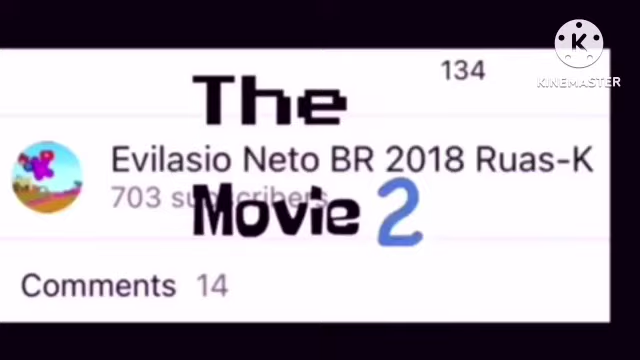 134
K
KINEMASTER
The
Evilasio Neto BR 2018 Ruas-K
703 subscribers
Movie 2
Comments 14